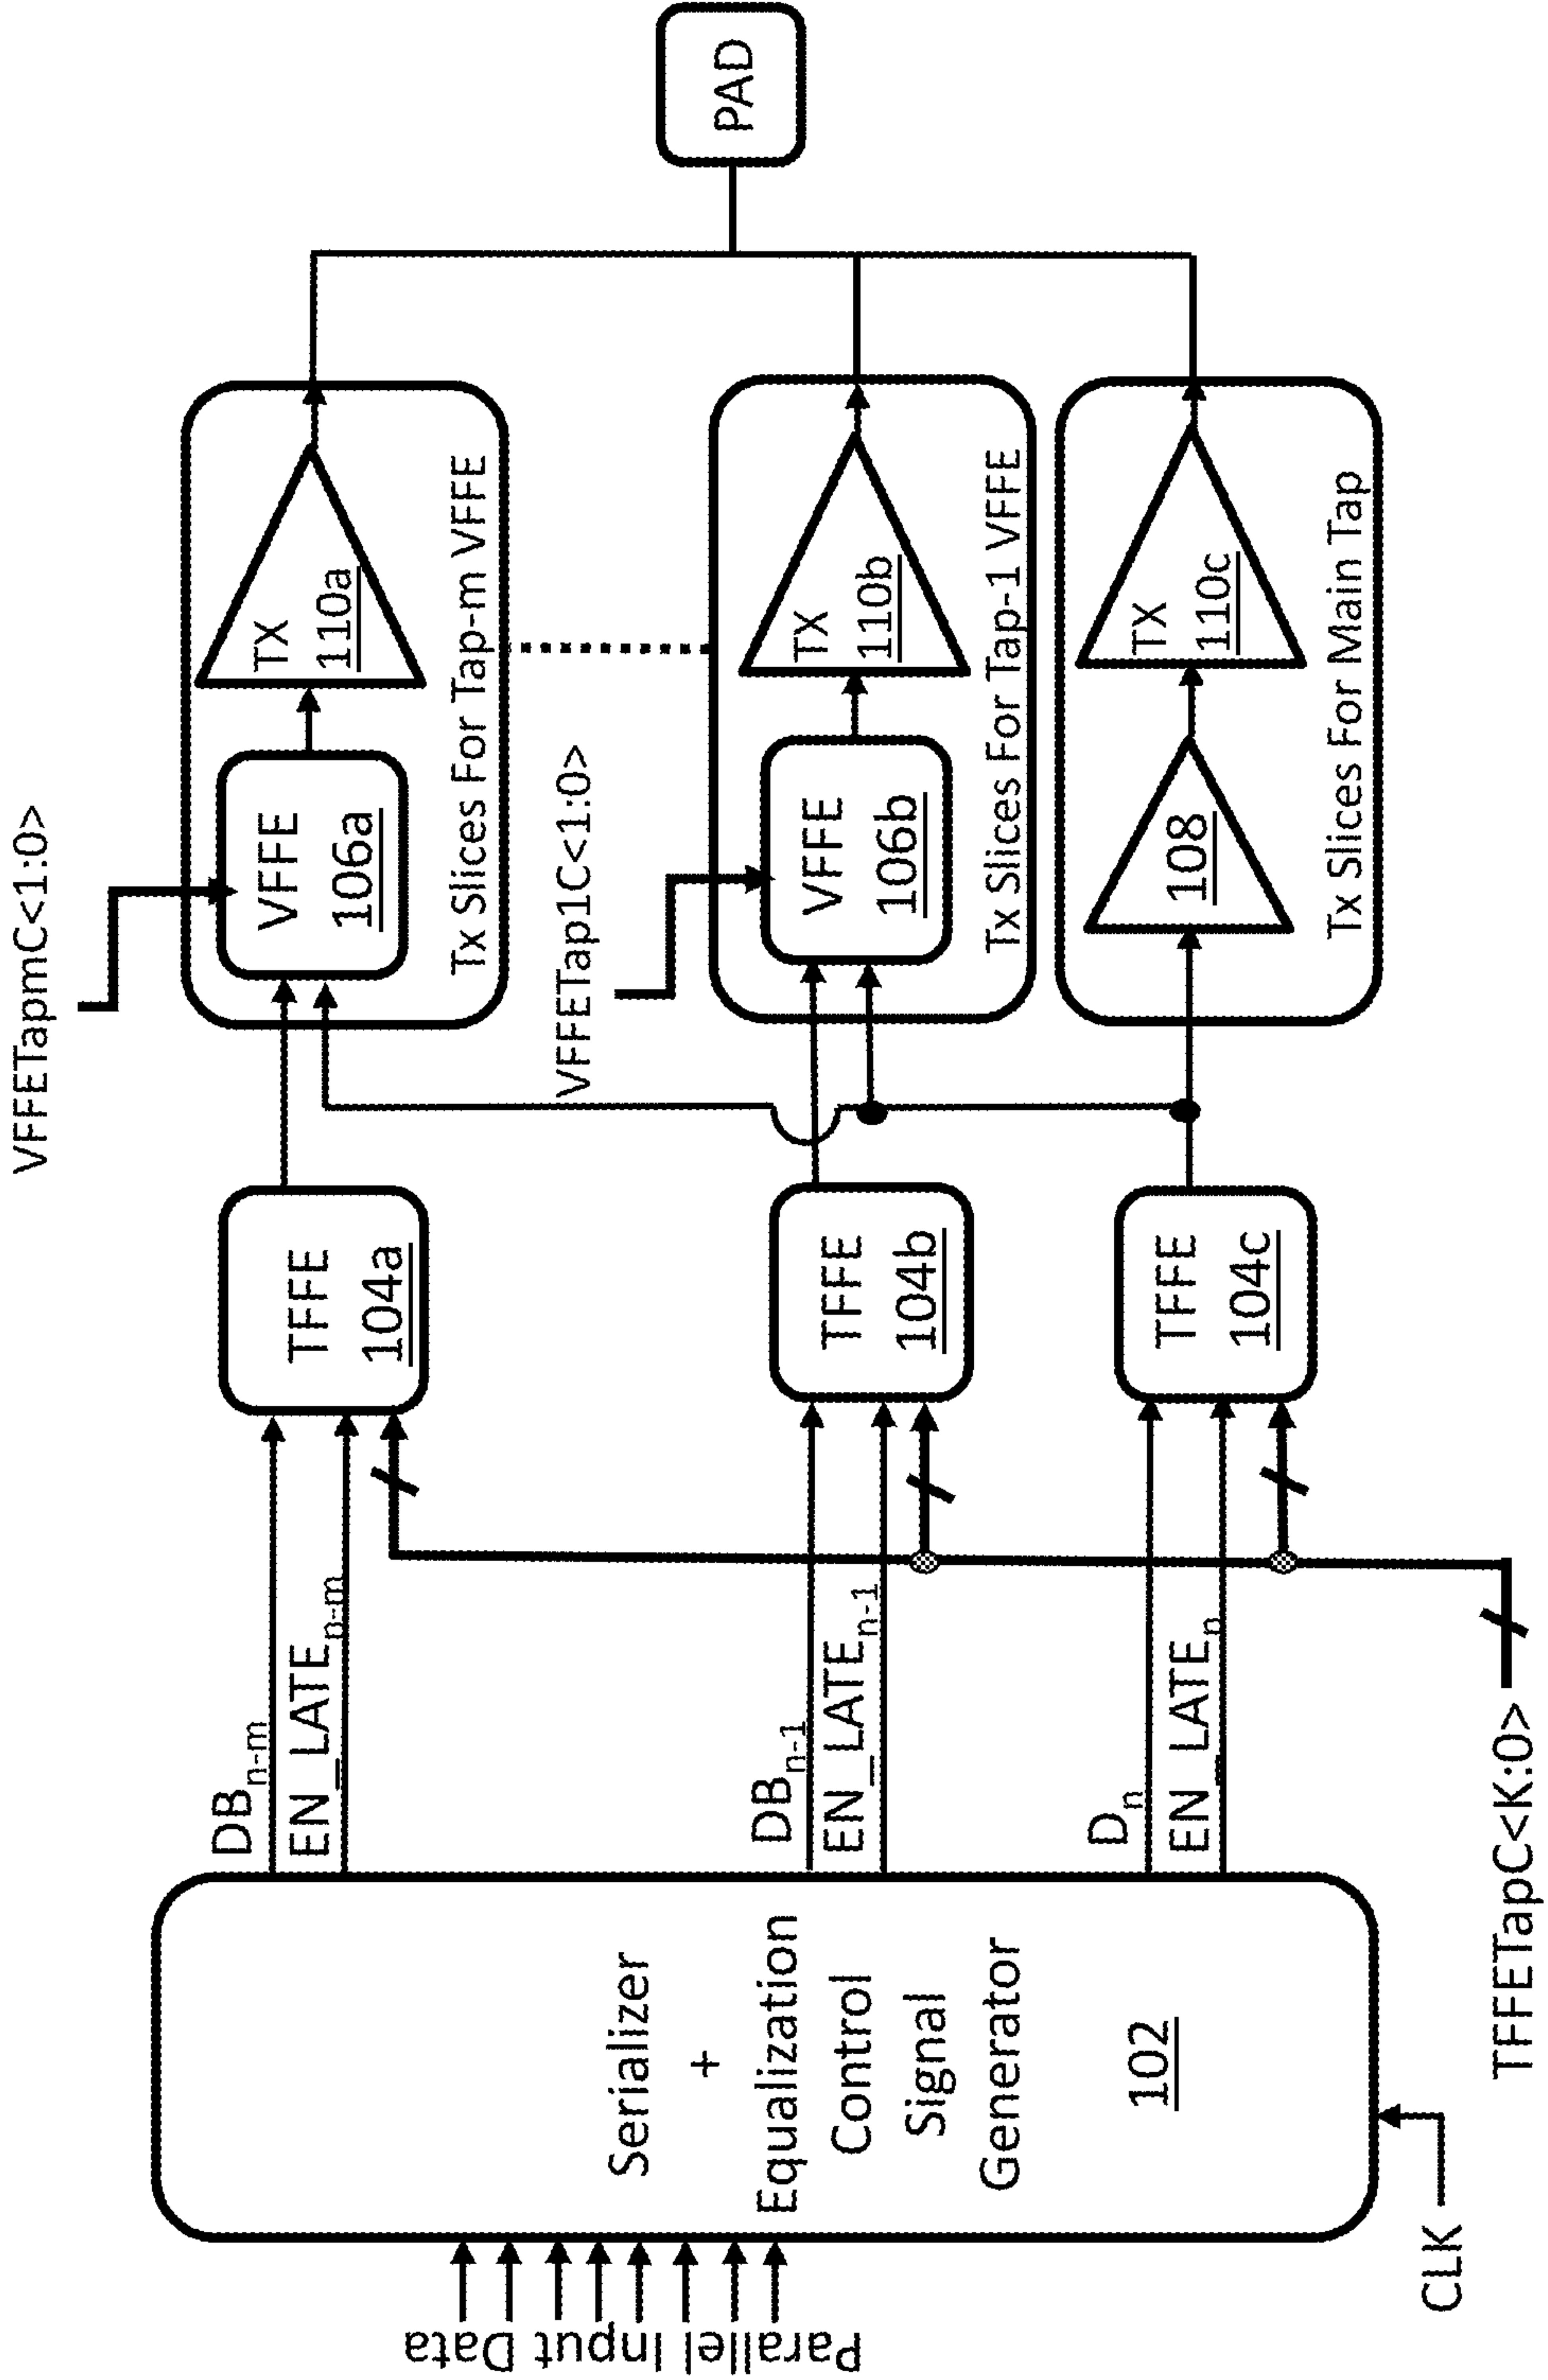 Parallel Input Data
CLK
Serializer
+
Equalization
Control
Signal
Generator
102
DBn-m
EN_LATEn-m
DBn-1
EN_LATEn-1
Dn
EN_LATEn
TFFETapC<K:0>
TFFE
104a
TFFE
104b
TFFE
104c
VFFETapmC<1:0>
VFFE
106a
TX
110a
Tx Slices For Tap-m VFFE
VFFETap1C<1:0>
VFFE
106b
TX
110b
Tx Slices For Tap-1 VFFE
108
TX
110c
Tx Slices For Main Tap
PAD